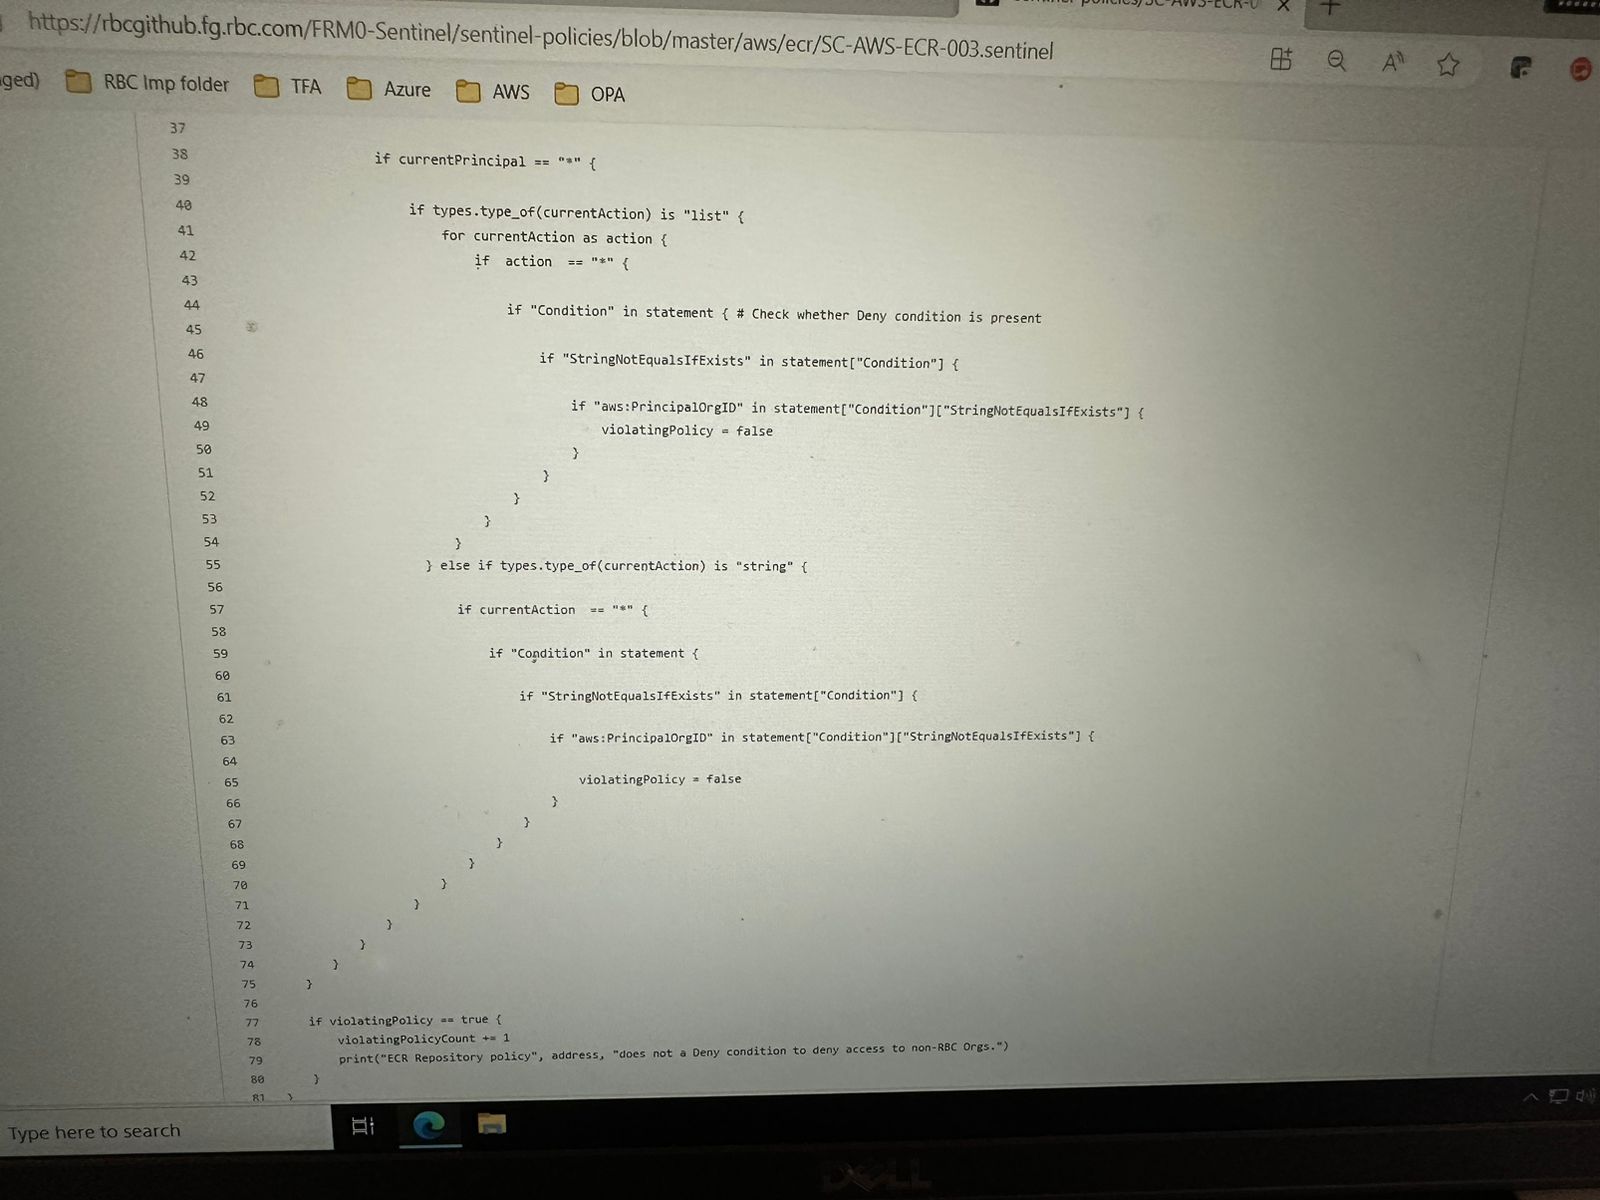 https://rbcgithub.fg.rbc.com/FRM0-Sentinel/sentinel-policies/blob/master/aws/ecr/SC-AWS-ECR-003.sentinel
ged) RBC Imp folder TFA Azure AWS OPA
37
38 if currentPrincipal == "*" {
39
40 if types.type_of(currentAction) is "list" {
41 for currentAction as action {
42 if action == "*" {
43
44 if "Condition" in statement { # Check whether Deny condition is present
45
46 if "StringNotEqualsIfExists" in statement["Condition"] {
47
48 if "aws:PrincipalOrgID" in statement["Condition"]["StringNotEqualsIfExists"] {
49 violatingPolicy = false
50 }
51 }
52 }
53 }
54 }
55 } else if types.type_of(currentAction) is "string" {
56
57 if currentAction == "*" {
58
59 if "Condition" in statement {
60
61 if "StringNotEqualsIfExists" in statement["Condition"] {
62
63 if "aws:PrincipalOrgID" in statement["Condition"]["StringNotEqualsIfExists"] {
64
65 violatingPolicy = false
66 }
67 }
68 }
69 }
70 }
71 }
72 }
73 }
74 }
75 }
76
77 if violatingPolicy == true {
78 violatingPolicyCount += 1
79 print("ECR Repository policy", address, "does not a Deny condition to deny access to non-RBC Orgs.")
80 }
81 }
Type here to search
DELL